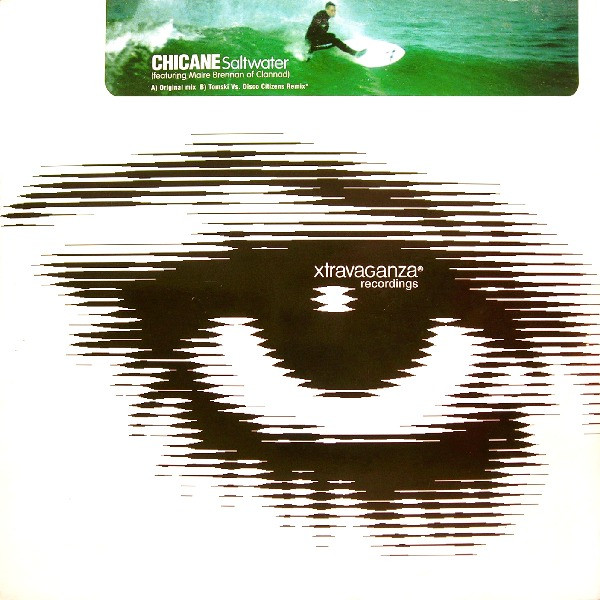 CHICANE Saltwater
(featuring Maire Brennan of Clannad)
A) Original mix B) Tomski Vs. Disco Citizens Remix*
xtravaganza®
recordings